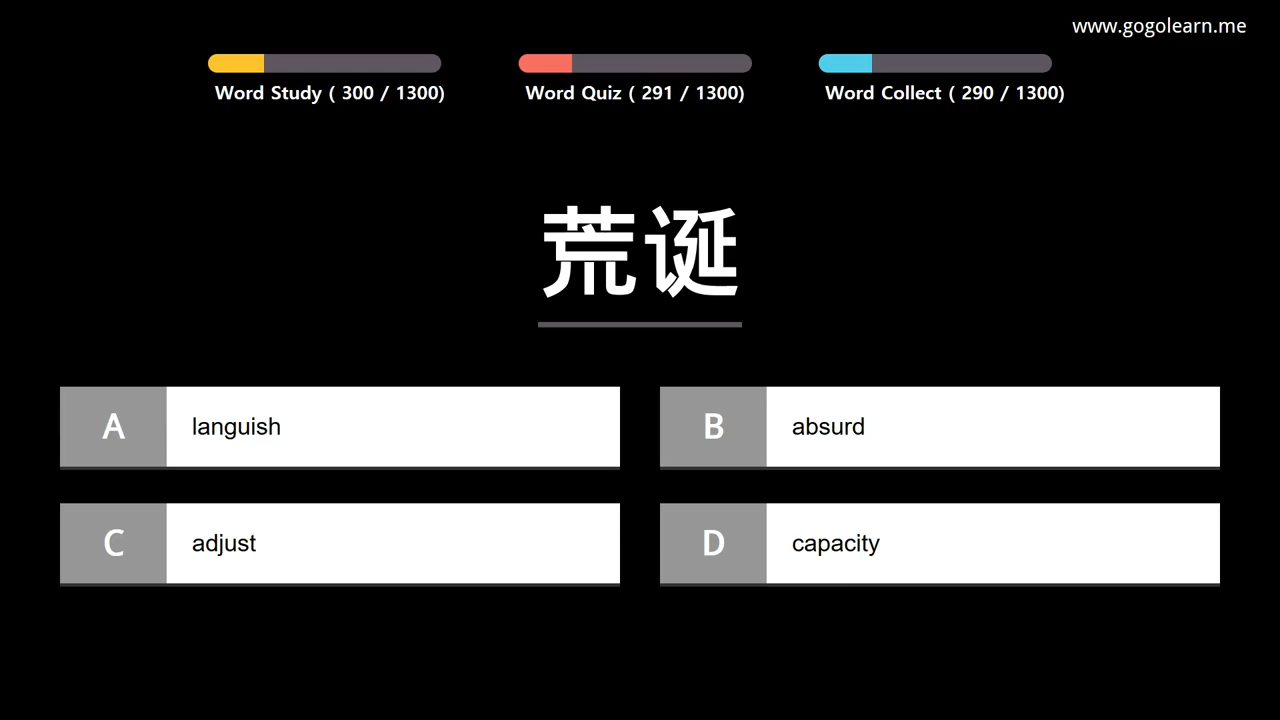 www.gogolearn.me
Word Study ( 300 / 1300)
Word Quiz ( 291 / 1300)
Word Collect ( 290 / 1300)
荒诞
A languish
B absurd
C adjust
D capacity